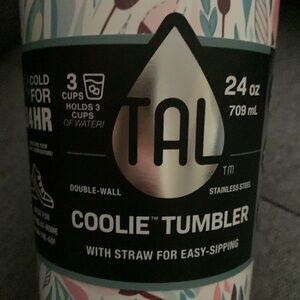 COLD
FOR
24HR
3
CUPS
HOLDS 3
CUPS
OF WATER!
TAL
TM
24 oz
709 mL
DOUBLE-WALL
STAINLESS STEEL
COOLIE™ TUMBLER
WITH STRAW FOR EASY-SIPPING